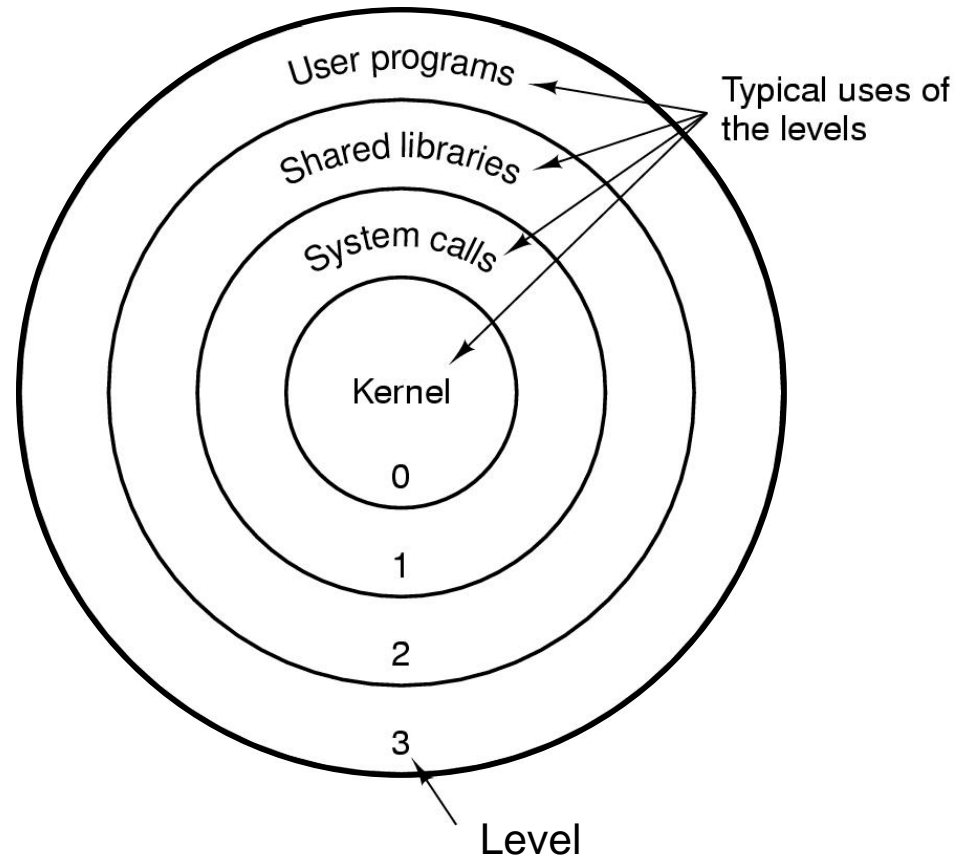 User programs
Typical uses of
the levels
Shared libraries
System calls
Kernel
0
1
2
3
Level